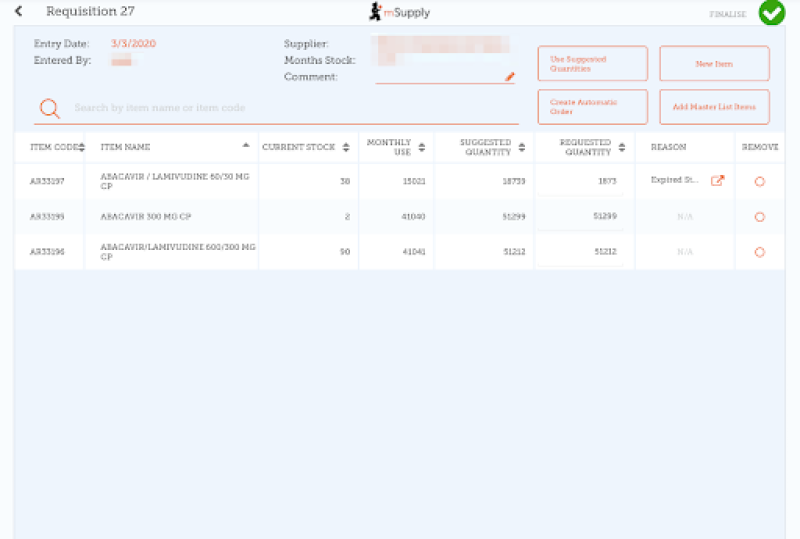 Requisition 27
mSupply
FINALISE
Entry Date: 3/3/2020
Supplier:
Entered By:
Months Stock:
Comment:
Use Suggested
Quantities
New Item
Search by item name or item code
Create Automatic
Order
Add Master List Items
ITEM CODE ITEM NAME CURRENT STOCK MONTHLY USE SUGGESTED QUANTITY REQUESTED QUANTITY REASON REMOVE
AR33197 ABACAVIR / LAMIVUDINE 60/30 MG CP 38 15021 18739 1873 Expired St...
AR33195 ABACAVIR 300 MG CP 2 41040 51299 51299 N/A
AR33196 ABACAVIR/LAMIVUDINE 600/300 MG CP 90 41041 51212 51212 N/A